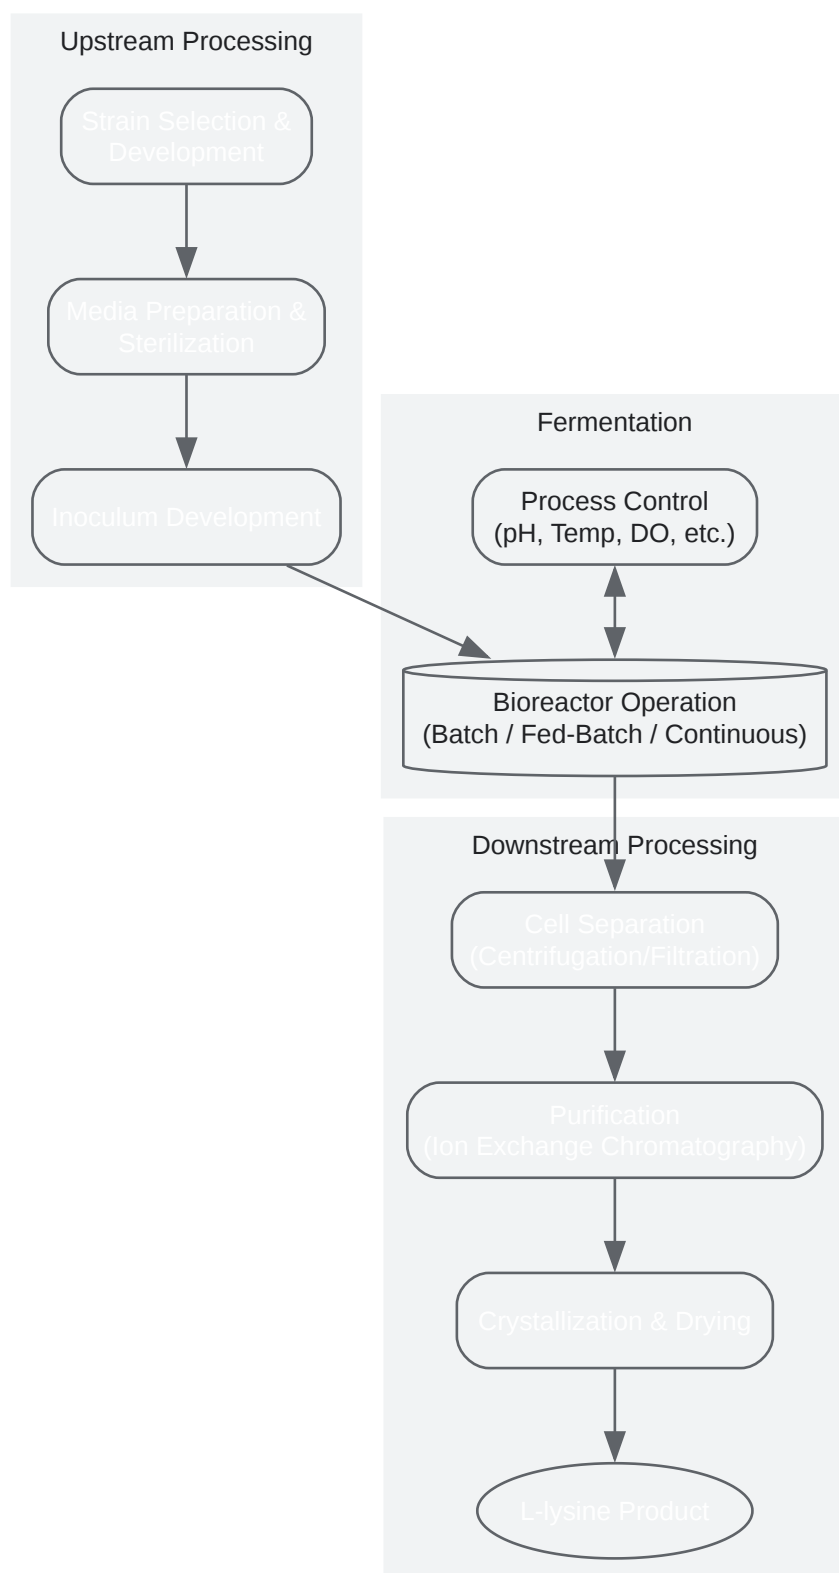 Upstream Processing
Strain Selection &
Development
Media Preparation &
Sterilization
Inoculum Development
Fermentation
Process Control
(pH, Temp, DO, etc.)
Bioreactor Operation
(Batch / Fed-Batch / Continuous)
Downstream Processing
Cell Separation
(Centrifugation/Filtration)
Purification
(Ion Exchange Chromatography)
Crystallization & Drying
L-lysine Product